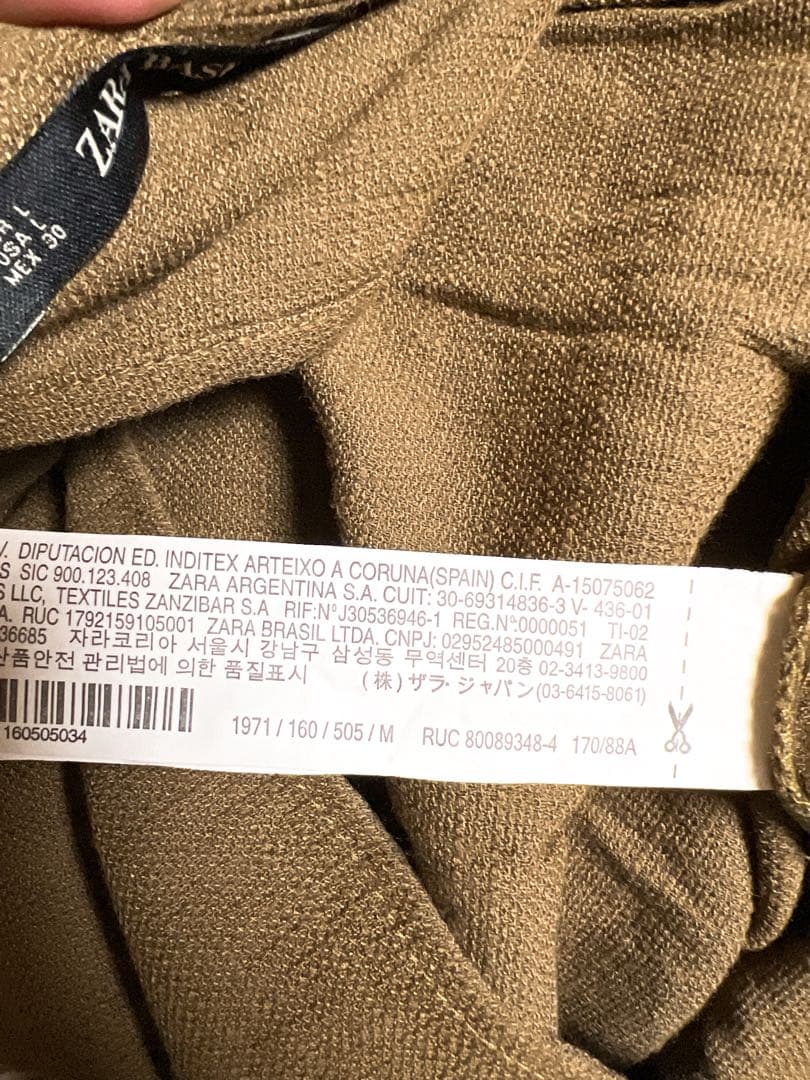 ZARA BASI
L
USA L
MEX 30
V. DIPUTACION ED. INDITEX ARTEIXO A CORUNA(SPAIN) C.I.F. A-15075062
S SIC 900.123.408 ZARA ARGENTINA S.A. CUIT: 30-69314836-3 V- 436-01
S LLC, TEXTILES ZANZIBAR S.A RIF:N°J30536946-1 REG.N°:0000051 TI-02
A. RUC 1792159105001 ZARA BRASIL LTDA. CNPJ: 02952485000491 ZARA
36685 자라코리아 서울시 강남구 삼성동 무역센터 20층 02-3413-9800
산품안전 관리법에 의한 품질표시 (株) ザラ・ジャパン(03-6415-8061)
160505034 1971 / 160 / 505 / M RUC 80089348-4 170/88A